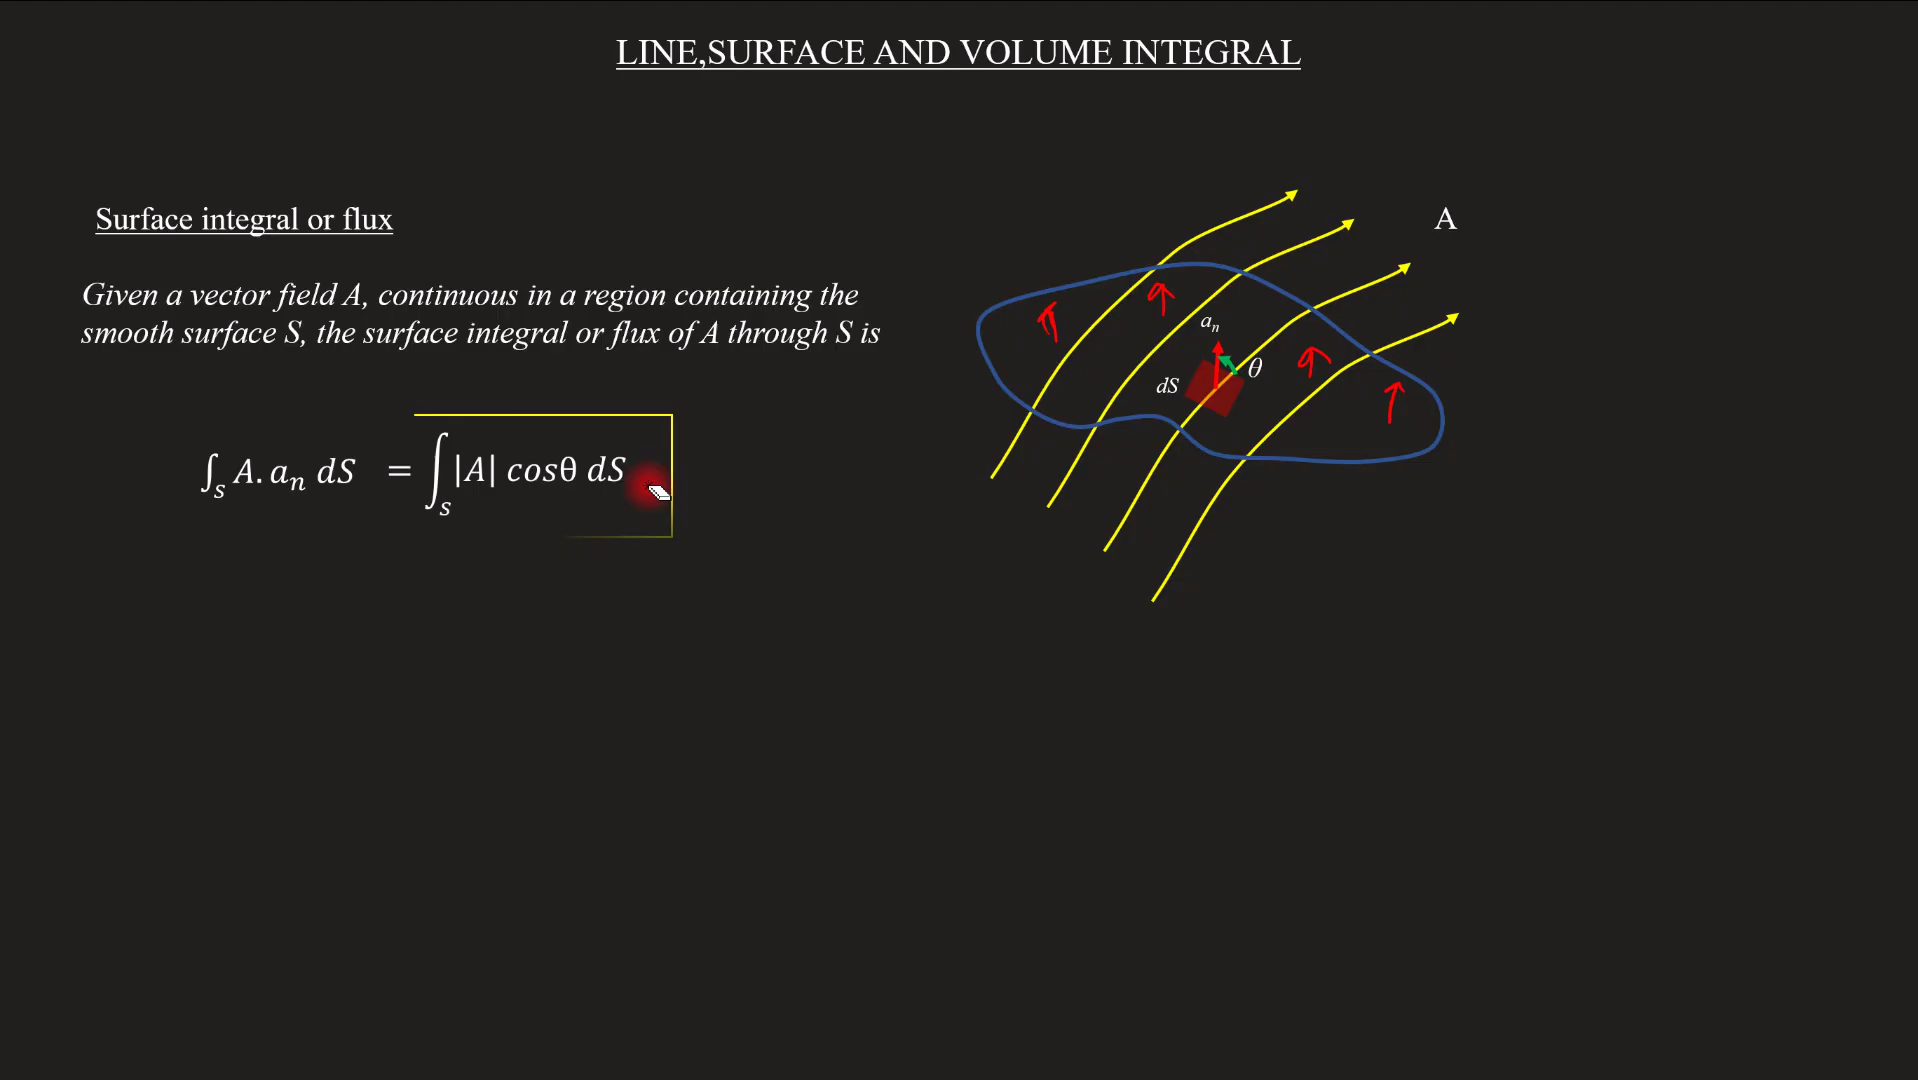 LINE,SURFACE AND VOLUME INTEGRAL
Surface integral or flux
A
Given a vector field A, continuous in a region containing the
smooth surface S, the surface integral or flux of A through S is
aₙ
θ
dS
∫ₛ A. aₙ dS = ∫ₛ |A| cosθ dS